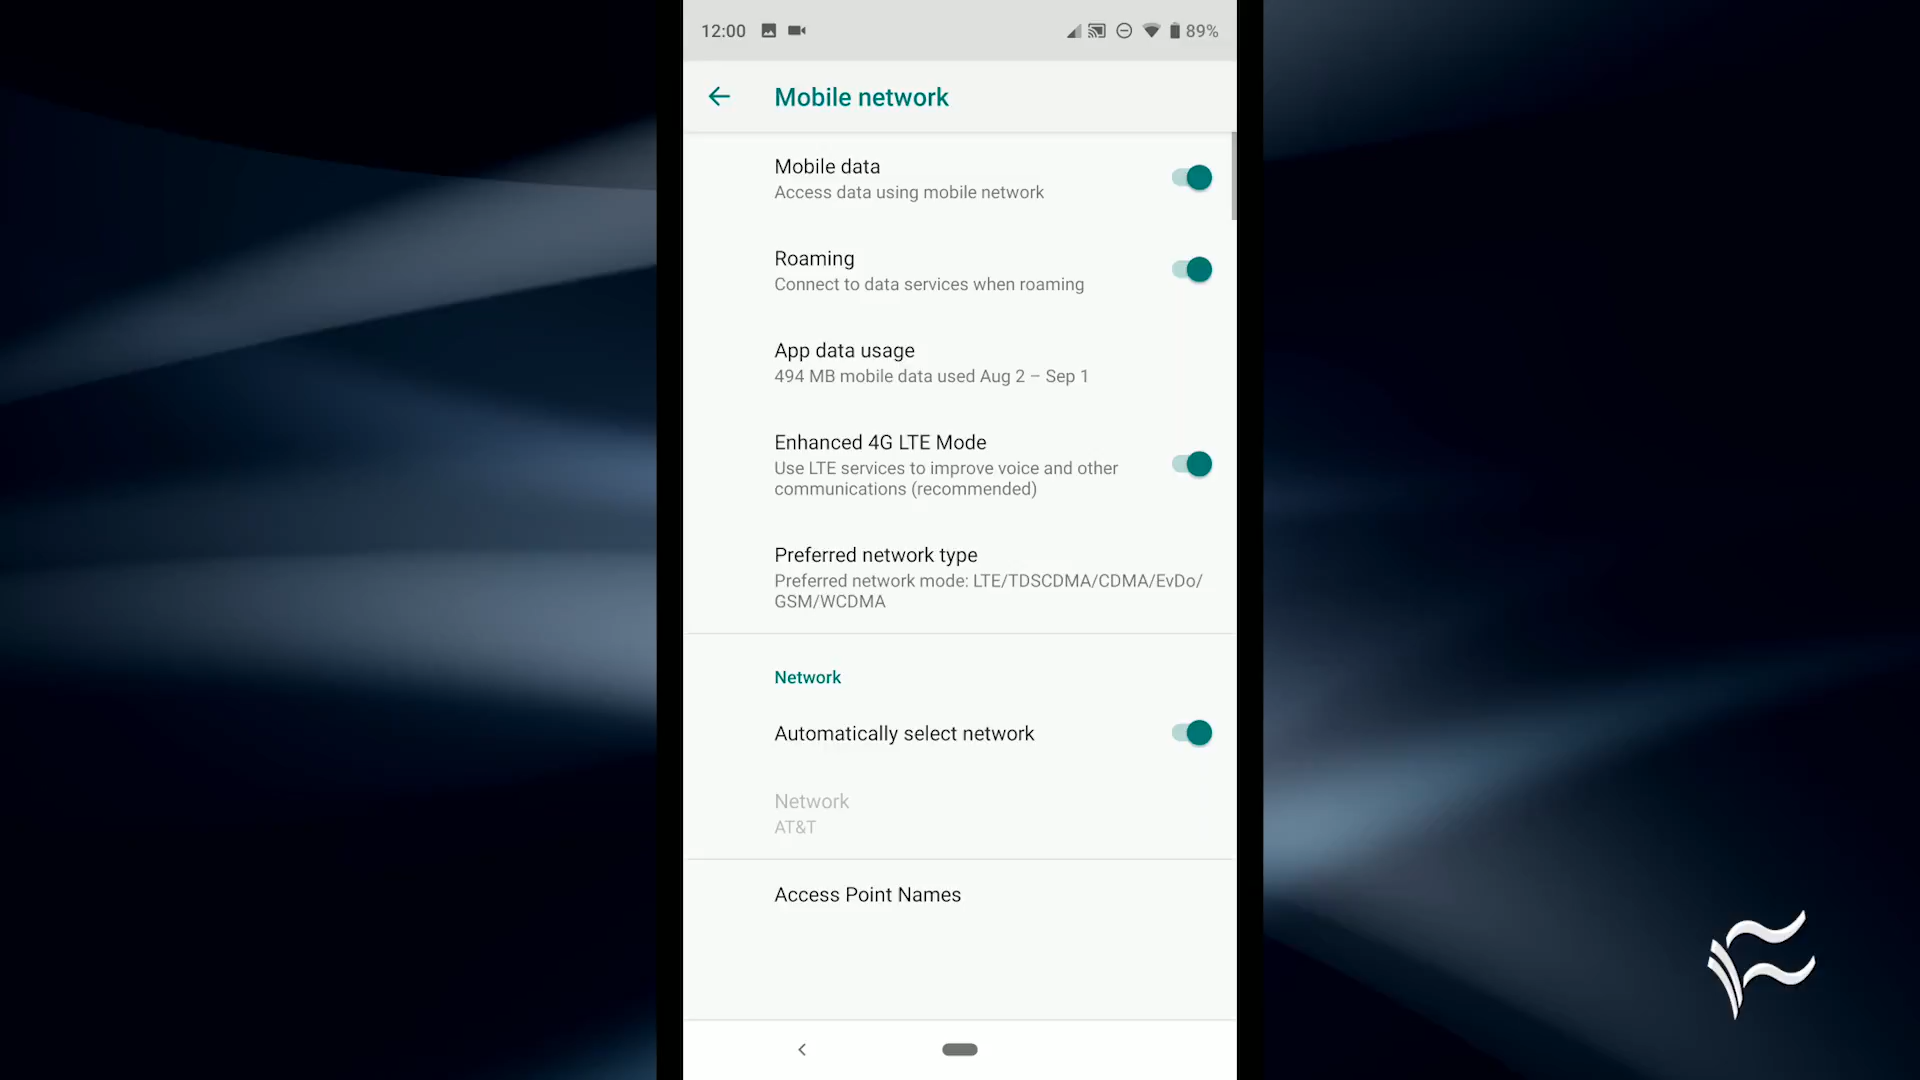 12:00
89%
Mobile network
Mobile data
Access data using mobile network
Roaming
Connect to data services when roaming
App data usage
494 MB mobile data used Aug 2 – Sep 1
Enhanced 4G LTE Mode
Use LTE services to improve voice and other
communications (recommended)
Preferred network type
Preferred network mode: LTE/TDSCDMA/CDMA/EvDo/
GSM/WCDMA
Network
Automatically select network
Network
AT&T
Access Point Names